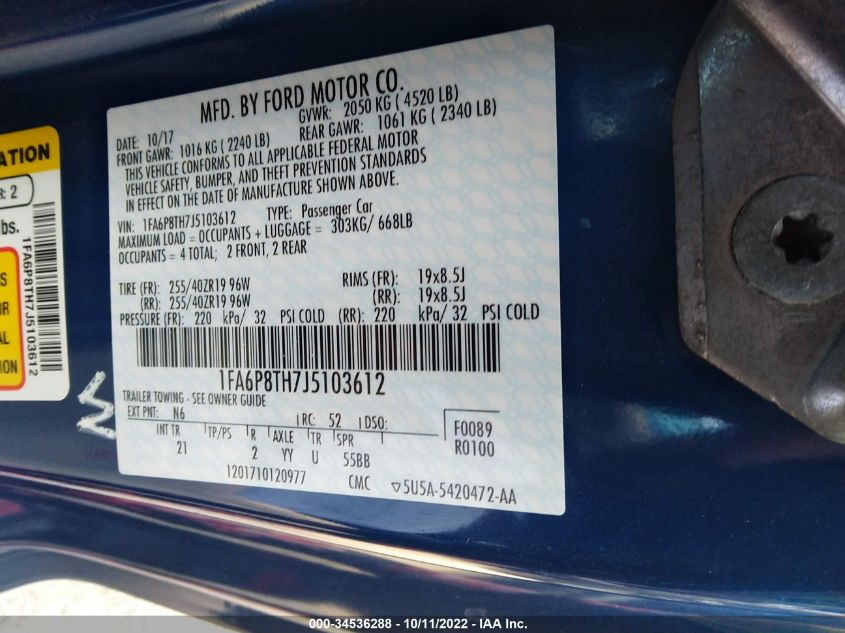 MFD. BY FORD MOTOR CO.
DATE: 10/17 GVWR: 2050 KG ( 4520 LB)
FRONT GAWR: 1016 KG ( 2240 LB) REAR GAWR: 1061 KG ( 2340 LB)
THIS VEHICLE CONFORMS TO ALL APPLICABLE FEDERAL MOTOR
VEHICLE SAFETY, BUMPER, AND THEFT PREVENTION STANDARDS
IN EFFECT ON THE DATE OF MANUFACTURE SHOWN ABOVE.
VIN: 1FA6P8TH7J5103612 TYPE: Passenger Car
MAXIMUM LOAD = OCCUPANTS + LUGGAGE = 303KG/ 668LB
OCCUPANTS = 4 TOTAL; 2 FRONT, 2 REAR
TIRE (FR): 255/40ZR19 96W RIMS (FR): 19x8.5J
(RR): 255/40ZR19 96W (RR): 19x8.5J
PRESSURE (FR): 220 kPa/ 32 PSI COLD (RR): 220 kPa/ 32 PSI COLD
1FA6P8TH7J5103612
TRAILER TOWING - SEE OWNER GUIDE
EXT PNT: N6 RC: 52 DSO: F0089
INT TR TP/PS R AXLE TR SPR R0100
21 2 YY U 55BB
1201710120977 CMC ▽5U5A-5420472-AA
ATION
R: 2
lbs.
S
OR
AL
ION
1FA6P8TH7J5103612
000-34536288 - 10/11/2022 - IAA Inc.